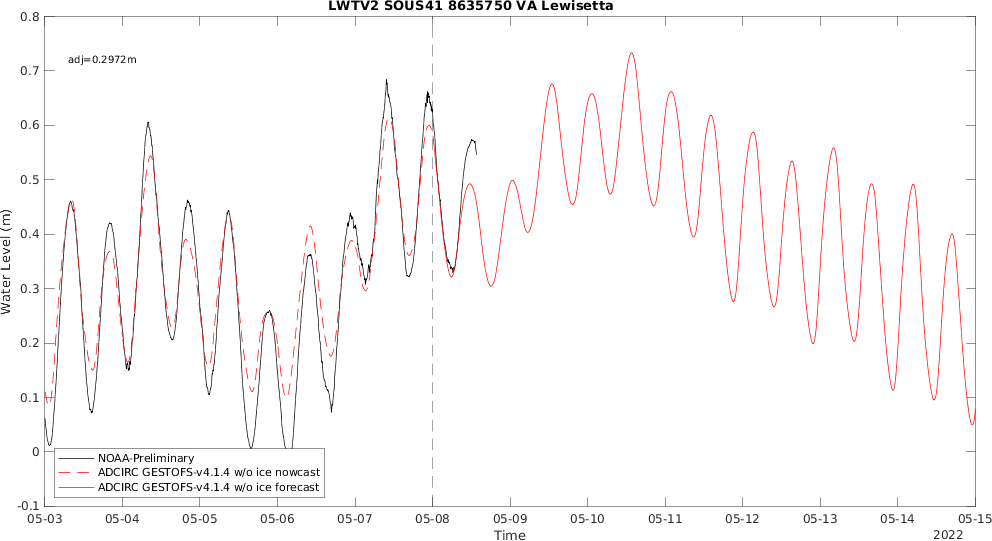 LWTV2 SOUS41 8635750 VA Lewisetta
adj=0.2972m
0.8
0.7
0.6
0.5
0.4
0.3
0.2
0.1
0
-0.1
Water Level (m)
NOAA-Preliminary
ADCIRC GESTOFS-v4.1.4 w/o ice nowcast
ADCIRC GESTOFS-v4.1.4 w/o ice forecast
05-03 05-04 05-05 05-06 05-07 05-08 05-09 05-10 05-11 05-12 05-13 05-14 05-15
Time
2022